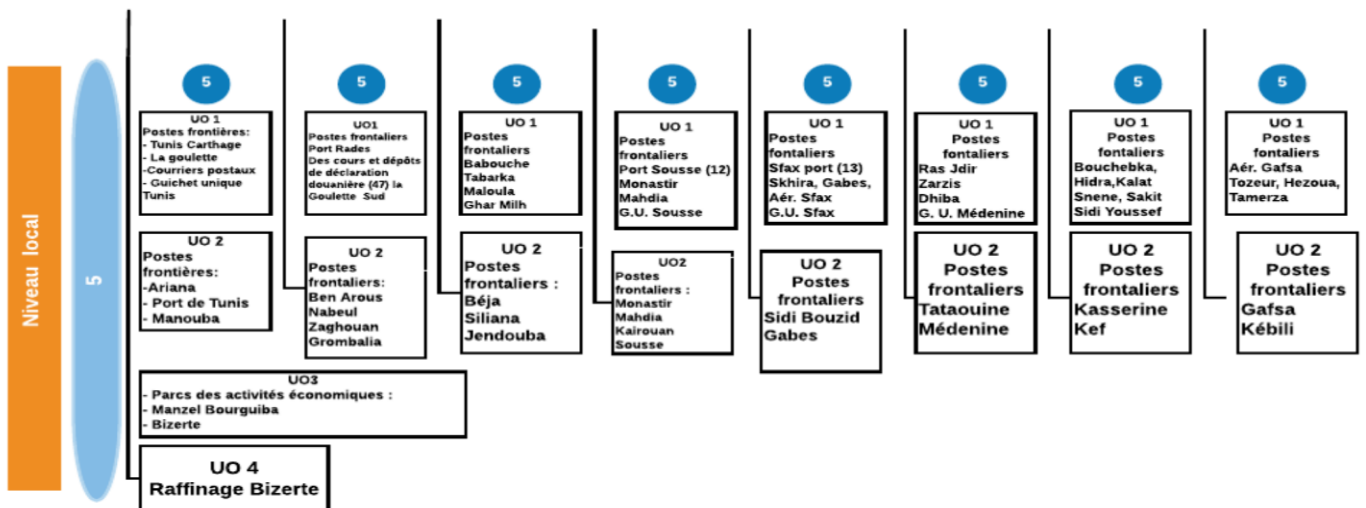 Niveau local
5
5
UO 1
Postes frontières:
- Tunis Carthage
- La goulette
-Courriers postaux
- Guichet unique
Tunis
UO 2
Postes
frontières:
-Ariana
- Port de Tunis
- Manouba
UO3
- Parcs des activités économiques :
- Manzel Bourguiba
- Bizerte
UO 4
Raffinage Bizerte
5
UO1
Postes frontaliers
Port Rades
Des cours et dépôts
de déclaration
douanière (47) la
Goulette Sud
UO 2
Postes
frontaliers:
Ben Arous
Nabeul
Zaghouan
Grombalia
5
UO 1
Postes
frontaliers
Babouche
Tabarka
Maloula
Ghar Milh
UO 2
Postes
frontaliers :
Béja
Siliana
Jendouba
5
UO 1
Postes
frontaliers
Port Sousse (12)
Monastir
Mahdia
G.U. Sousse
UO2
Postes
frontaliers :
Monastir
Mahdia
Kairouan
Sousse
5
UO 1
Postes
fontaliers
Sfax port (13)
Skhira, Gabes,
Aér. Sfax
G.U. Sfax
UO 2
Postes
frontaliers
Sidi Bouzid
Gabes
5
UO 1
Postes
fontaliers
Ras Jdir
Zarzis
Dhiba
G. U. Médenine
UO 2
Postes
frontaliers
Tataouine
Médenine
5
UO 1
Postes
fontaliers
Bouchebka,
Hidra,Kalat
Snene, Sakit
Sidi Youssef
UO 2
Postes
frontaliers
Kasserine
Kef
5
UO 1
Postes
fontaliers
Aér. Gafsa
Tozeur, Hezoua,
Tamerza
UO 2
Postes
frontaliers
Gafsa
Kébili